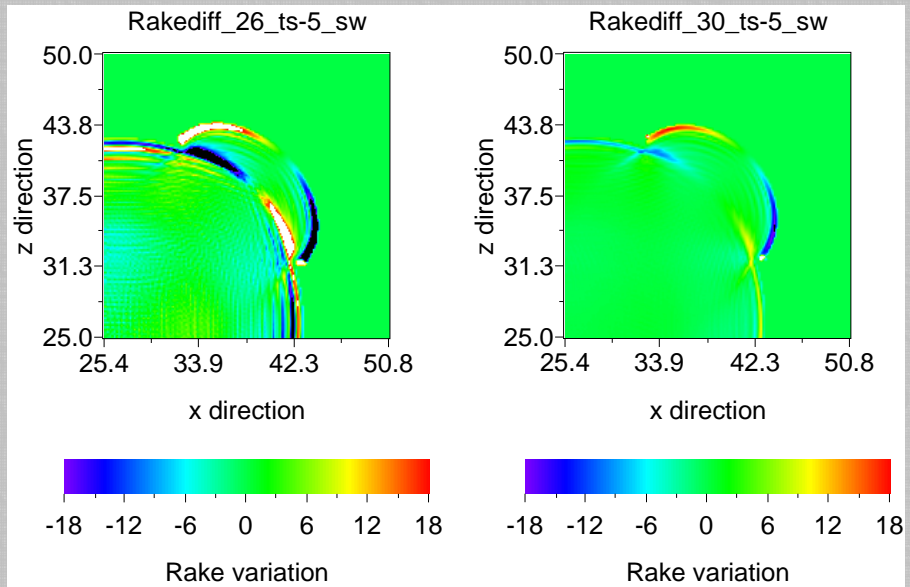 Rakediff_26_ts-5_sw
50.0
43.8
37.5
31.3
25.0
z direction
25.4 33.9 42.3 50.8
x direction
-18 -12 -6 0 6 12 18
Rake variation
Rakediff_30_ts-5_sw
50.0
43.8
37.5
31.3
25.0
z direction
25.4 33.9 42.3 50.8
x direction
-18 -12 -6 0 6 12 18
Rake variation